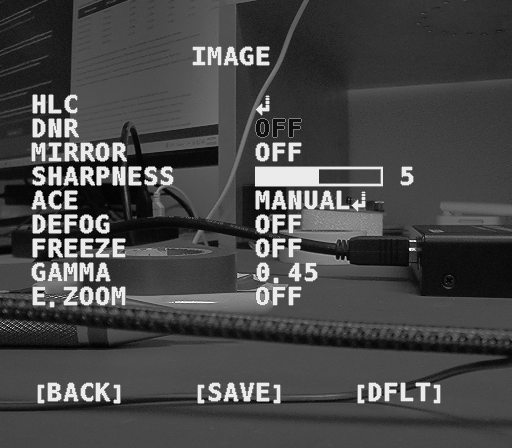 IMAGE
HLC ↲
DNR OFF
MIRROR OFF
SHARPNESS 5
ACE MANUAL↲
DEFOG OFF
FREEZE OFF
GAMMA 0.45
E.ZOOM OFF
[BACK] [SAVE] [DFLT]